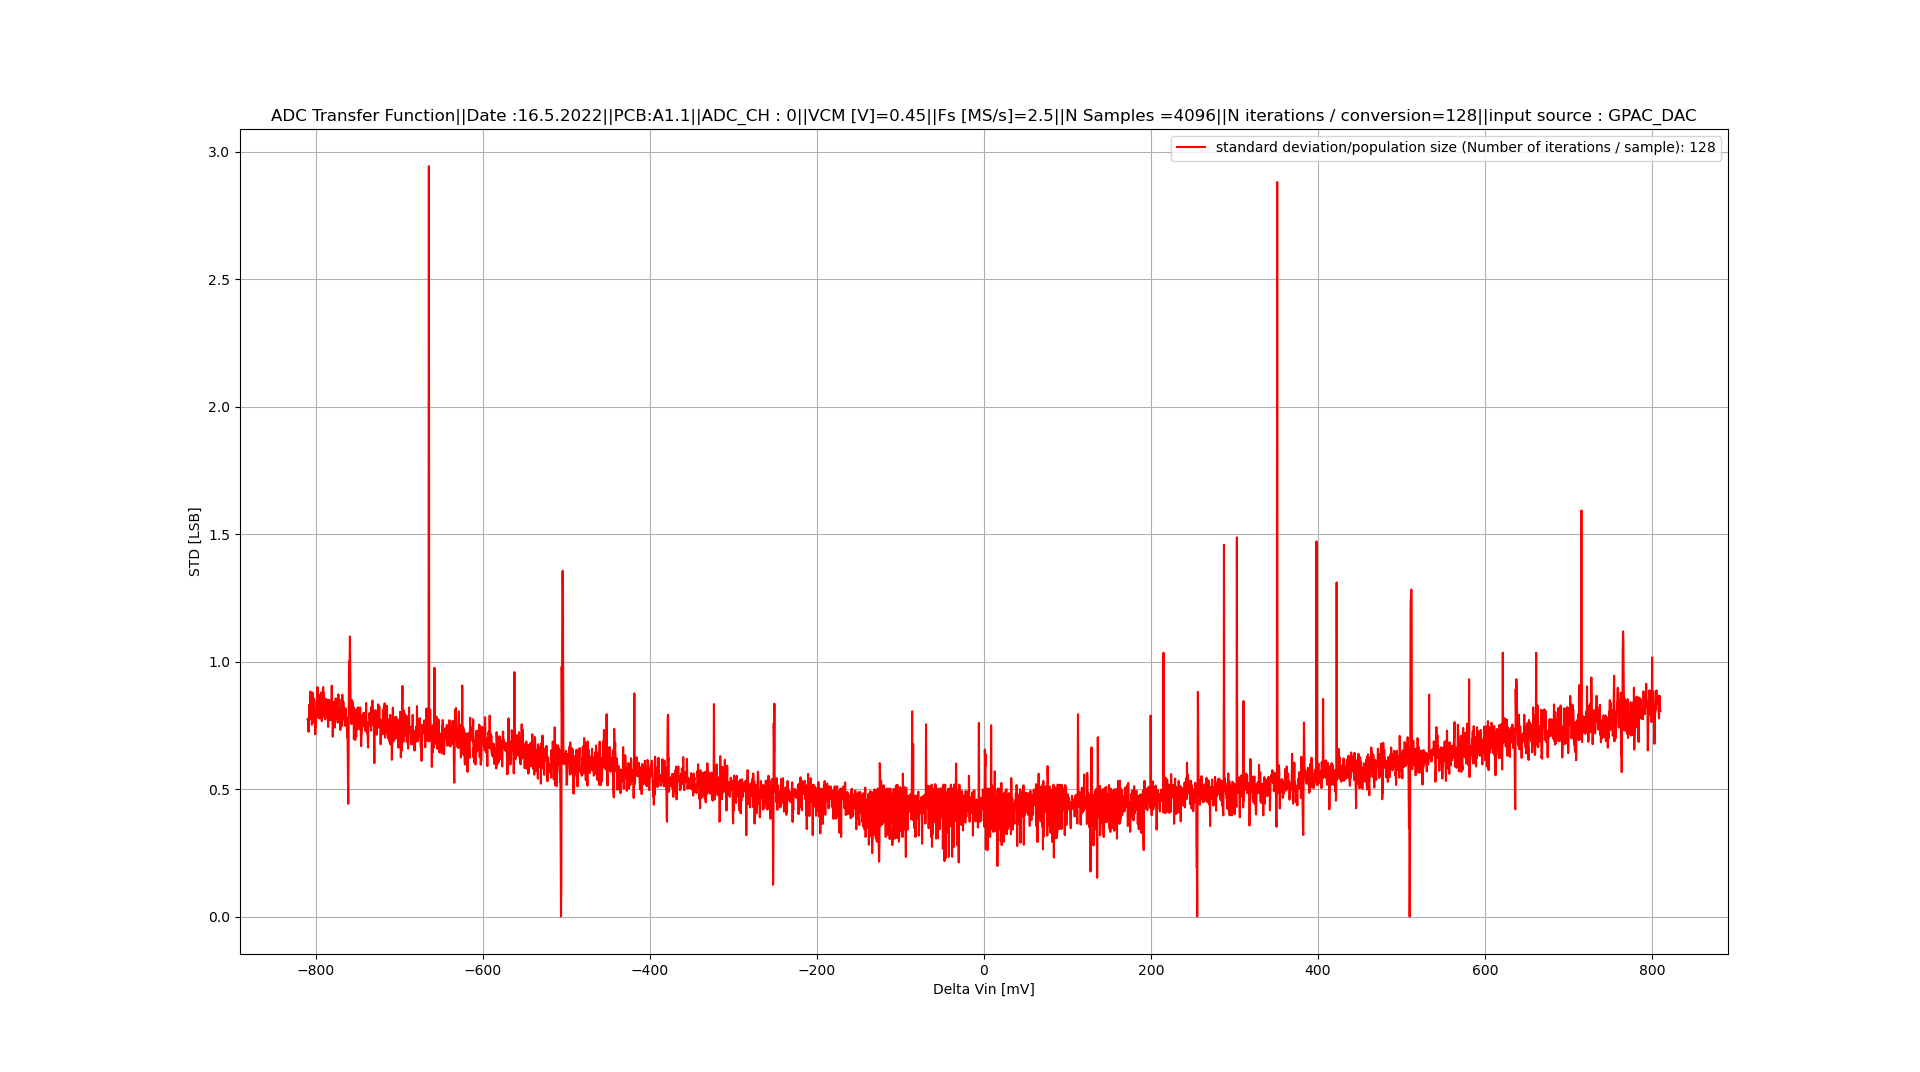 ADC Transfer Function||Date :16.5.2022||PCB:A1.1||ADC_CH : 0||VCM [V]=0.45||Fs [MS/s]=2.5||N Samples =4096||N iterations / conversion=128||input source : GPAC_DAC
standard deviation/population size (Number of iterations / sample): 128
3.0
2.5
2.0
1.5
1.0
0.5
0.0
STD [LSB]
−800 −600 −400 −200 0 200 400 600 800
Delta Vin [mV]